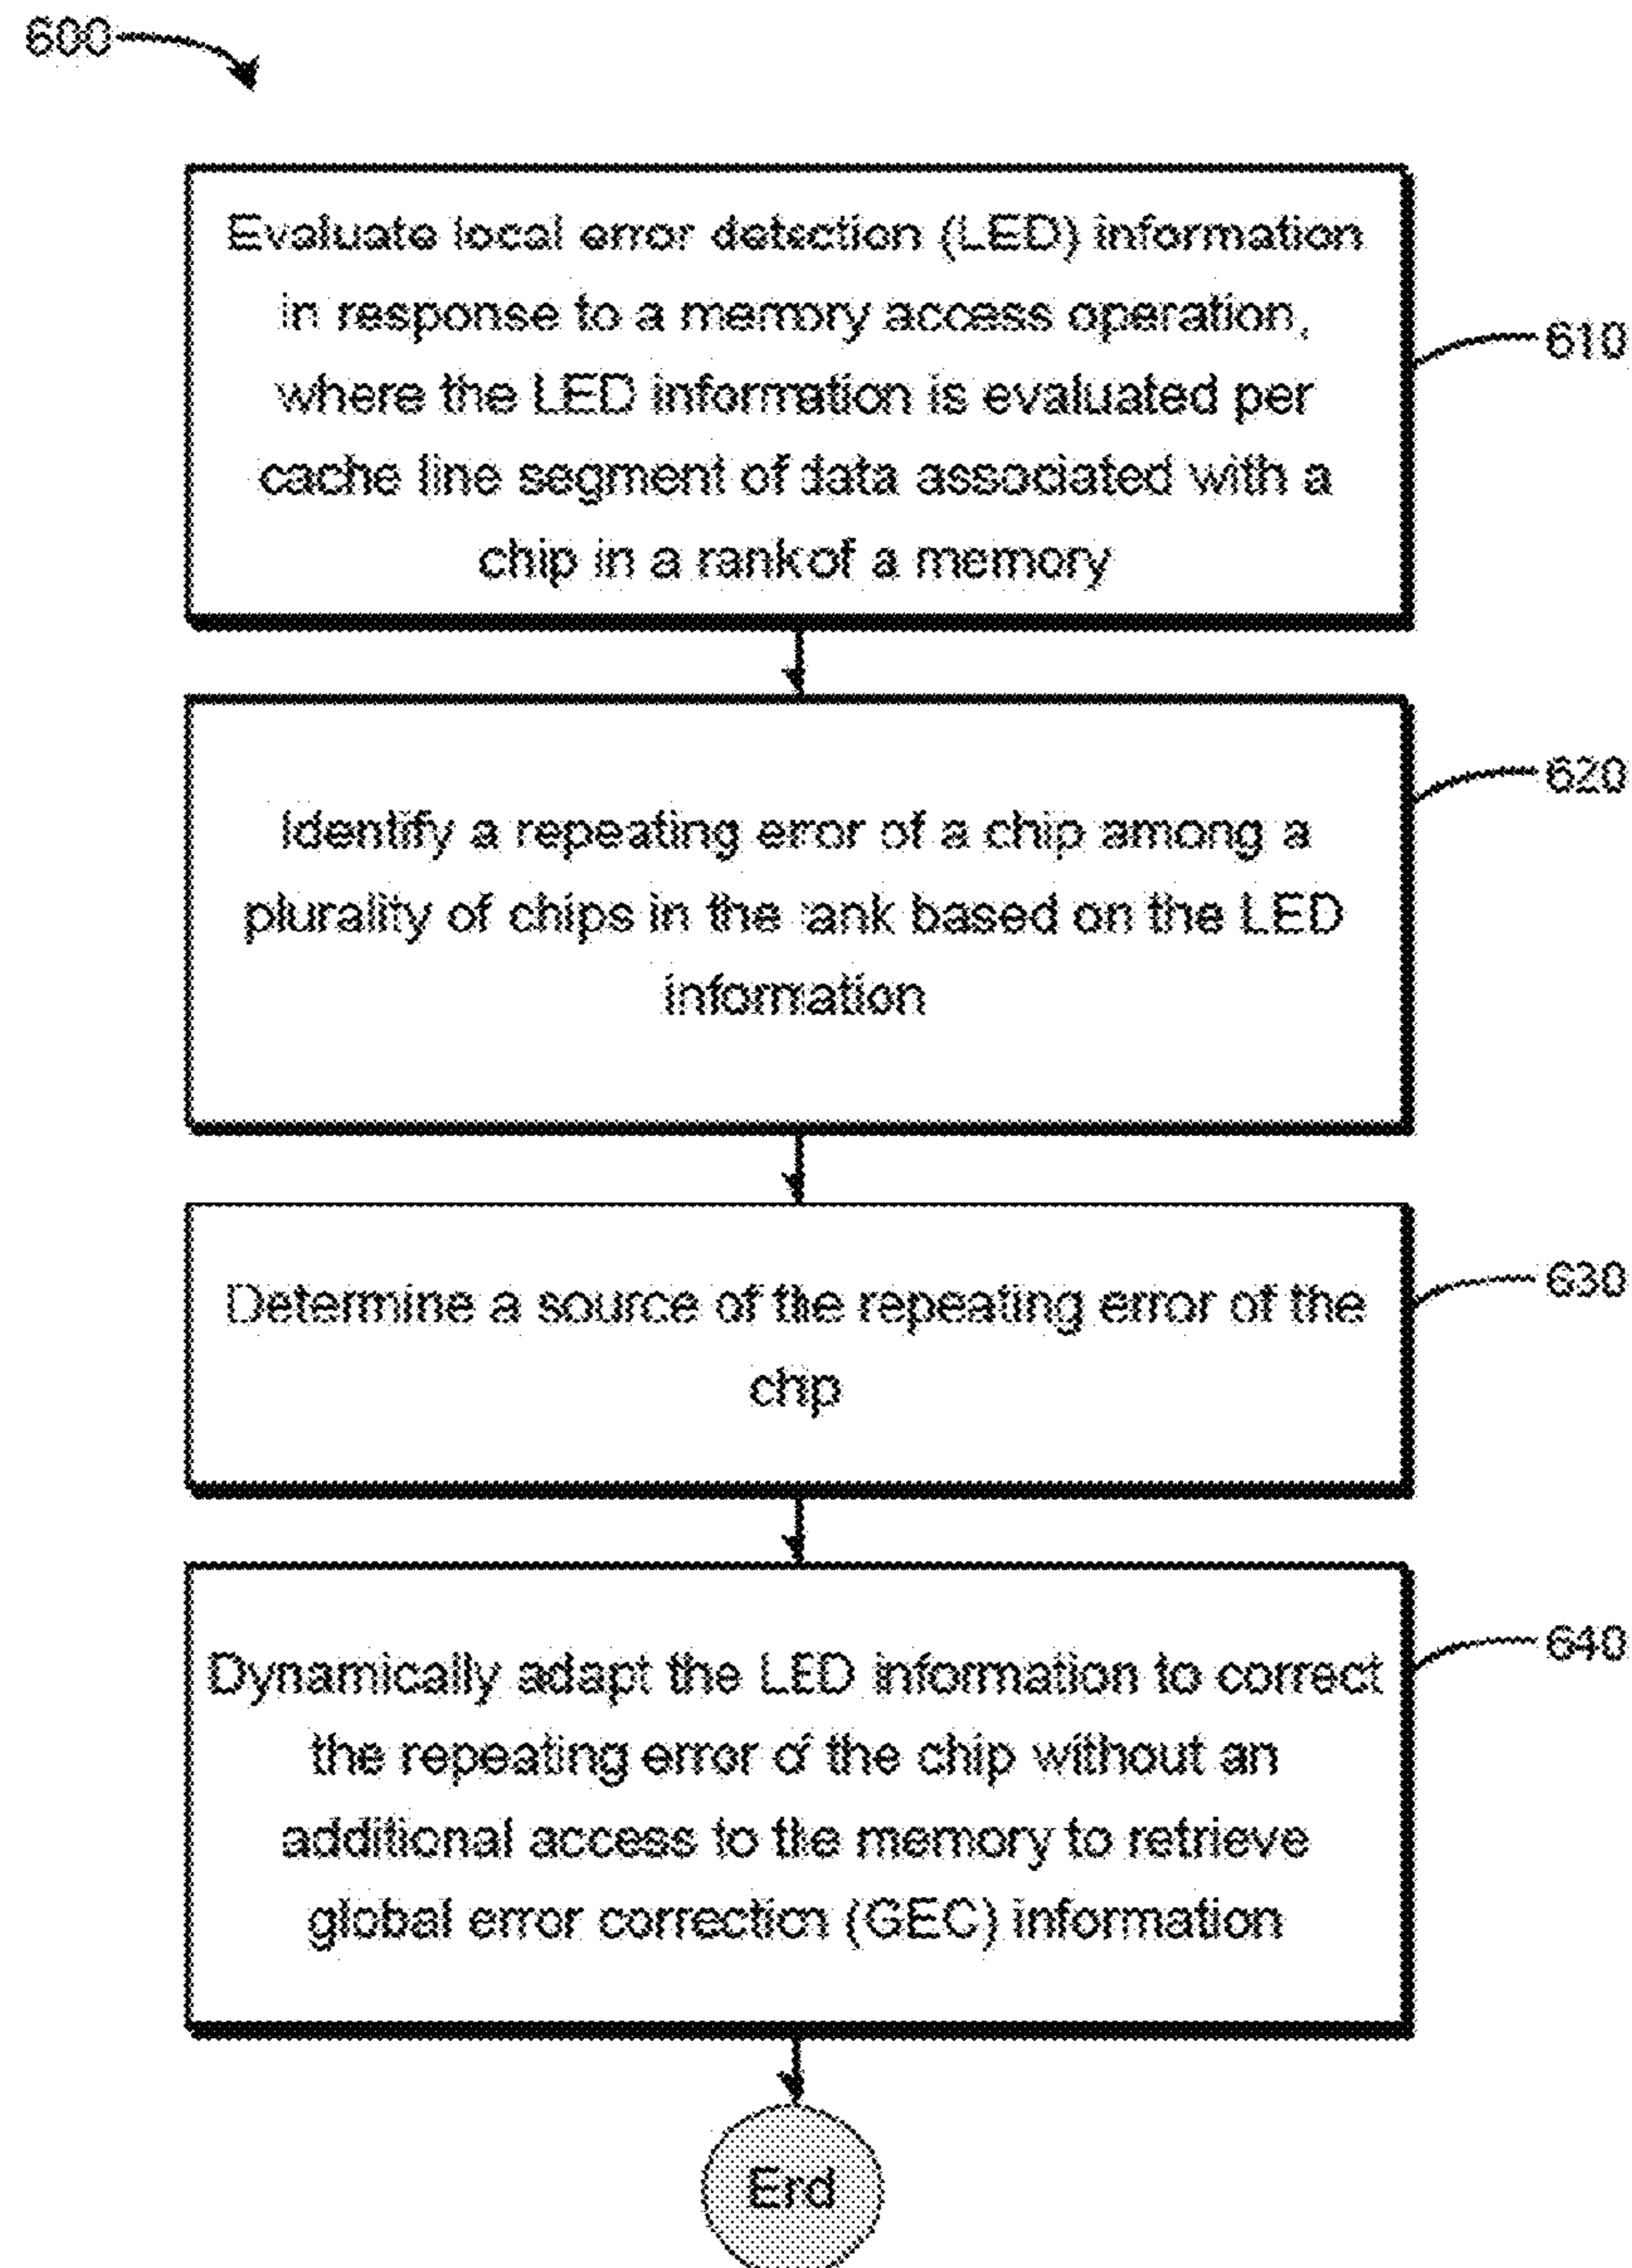 600
Evaluate local error detection (LED) information
in response to a memory access operation,
where the LED information is evaluated per
cache line segment of data associated with a
chip in a rank of a memory
610
Identify a repeating error of a chip among a
plurality of chips in the rank based on the LED
information
620
Determine a source of the repeating error of the
chip
630
Dynamically adapt the LED information to correct
the repeating error of the chip without an
additional access to the memory to retrieve
global error correction (GEC) information
640
End